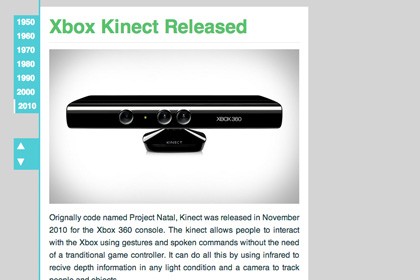 Xbox Kinect Released
1950
1960
1970
1980
1990
2000
2010
XBOX 360
KINECT
Orignally code named Project Natal, Kinect was released in November
2010 for the Xbox 360 console. The kinect allows people to interact
with the Xbox using gestures and spoken commands without the need
of a tranditional game controller. It can do all this by using infrared to
recive depth information in any light condition and a camera to track
people and objects.